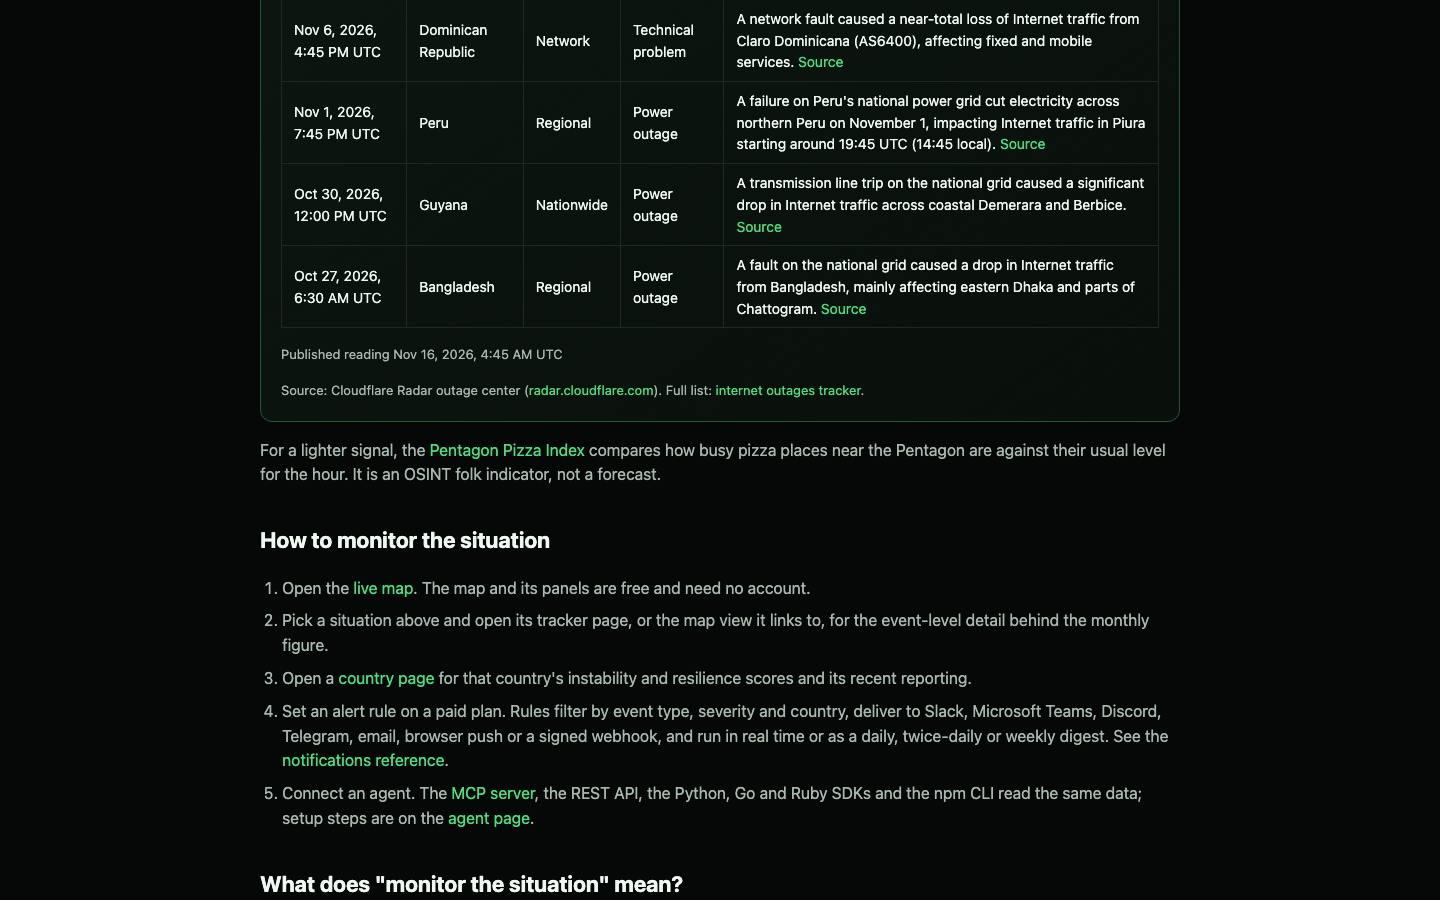 Nov 6, 2026,
4:45 PM UTC
Dominican
Republic
Network
Technical
problem
A network fault caused a near-total loss of Internet traffic from
Claro Dominicana (AS6400), affecting fixed and mobile
services. Source
Nov 1, 2026,
7:45 PM UTC
Peru
Regional
Power
outage
A failure on Peru's national power grid cut electricity across
northern Peru on November 1, impacting Internet traffic in Piura
starting around 19:45 UTC (14:45 local). Source
Oct 30, 2026,
12:00 PM UTC
Guyana
Nationwide
Power
outage
A transmission line trip on the national grid caused a significant
drop in Internet traffic across coastal Demerara and Berbice.
Source
Oct 27, 2026,
6:30 AM UTC
Bangladesh
Regional
Power
outage
A fault on the national grid caused a drop in Internet traffic
from Bangladesh, mainly affecting eastern Dhaka and parts of
Chattogram. Source
Published reading Nov 16, 2026, 4:45 AM UTC
Source: Cloudflare Radar outage center (radar.cloudflare.com). Full list: internet outages tracker.
For a lighter signal, the Pentagon Pizza Index compares how busy pizza places near the Pentagon are against their usual level
for the hour. It is an OSINT folk indicator, not a forecast.
How to monitor the situation
1. Open the live map. The map and its panels are free and need no account.
2. Pick a situation above and open its tracker page, or the map view it links to, for the event-level detail behind the monthly
figure.
3. Open a country page for that country's instability and resilience scores and its recent reporting.
4. Set an alert rule on a paid plan. Rules filter by event type, severity and country, deliver to Slack, Microsoft Teams, Discord,
Telegram, email, browser push or a signed webhook, and run in real time or as a daily, twice-daily or weekly digest. See the
notifications reference.
5. Connect an agent. The MCP server, the REST API, the Python, Go and Ruby SDKs and the npm CLI read the same data;
setup steps are on the agent page.
What does "monitor the situation" mean?